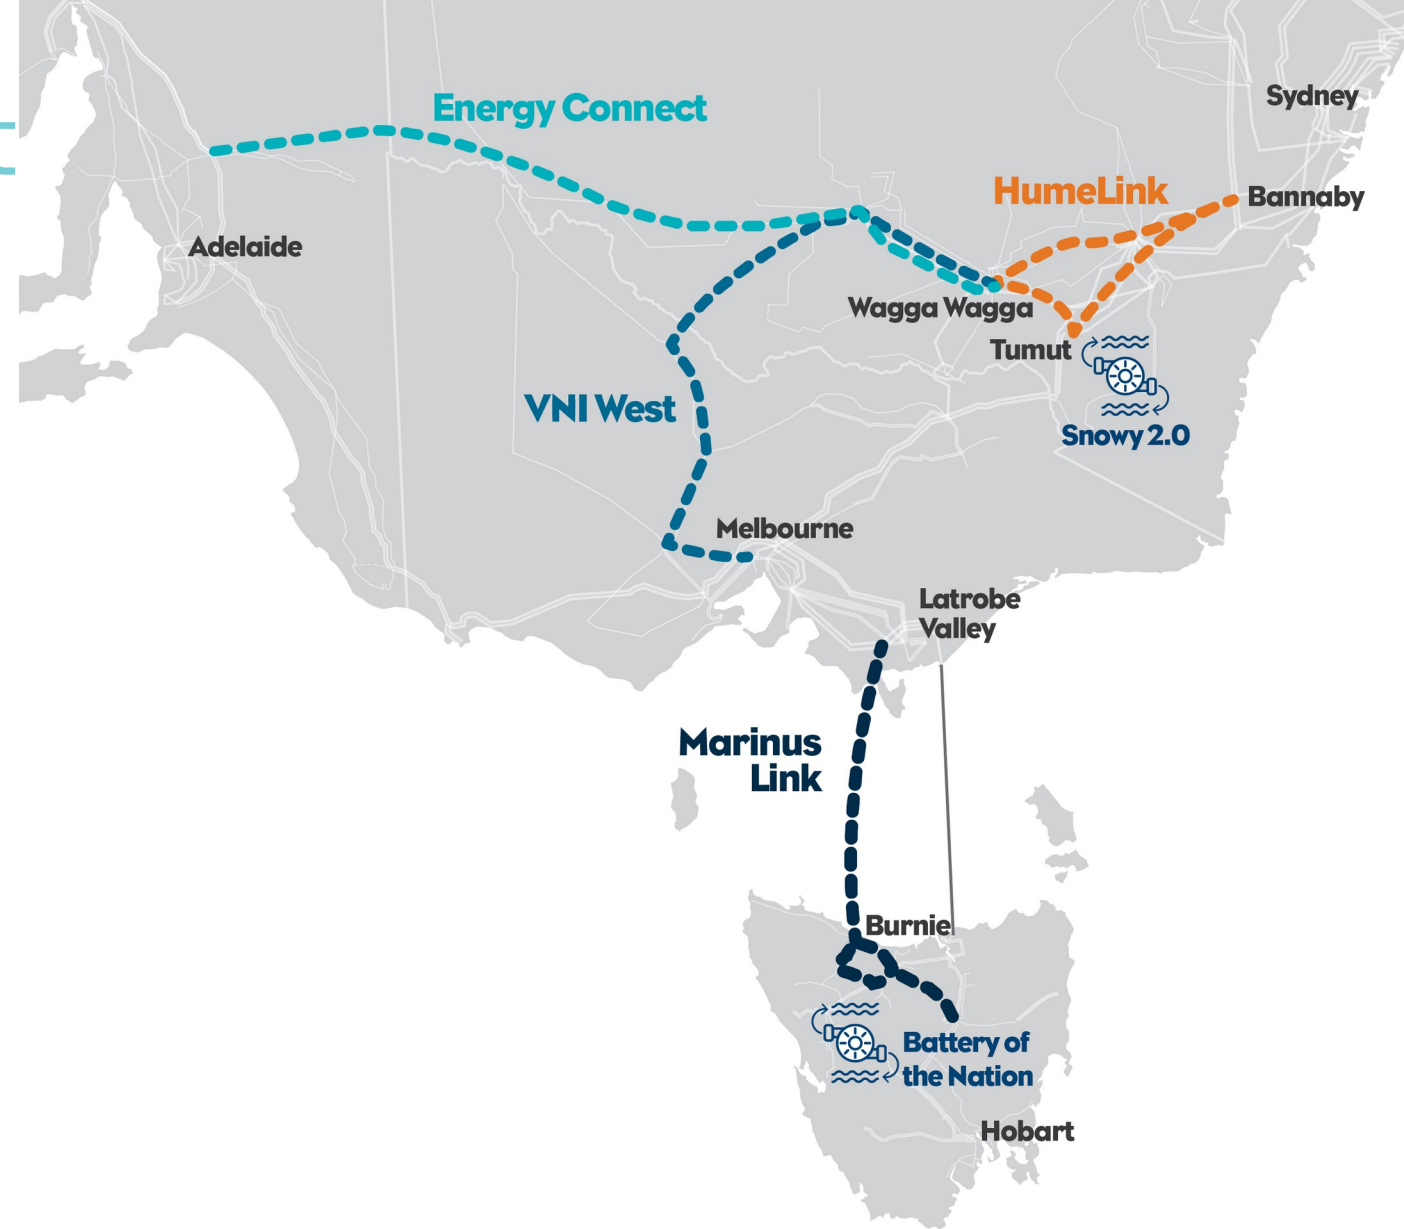 Sydney
Energy Connect
HumeLink
Bannaby
Adelaide
Wagga Wagga
Tumut
VNI West
Snowy 2.0
Melbourne
Latrobe
Valley
Marinus
Link
Burnie
Battery of
the Nation
Hobart